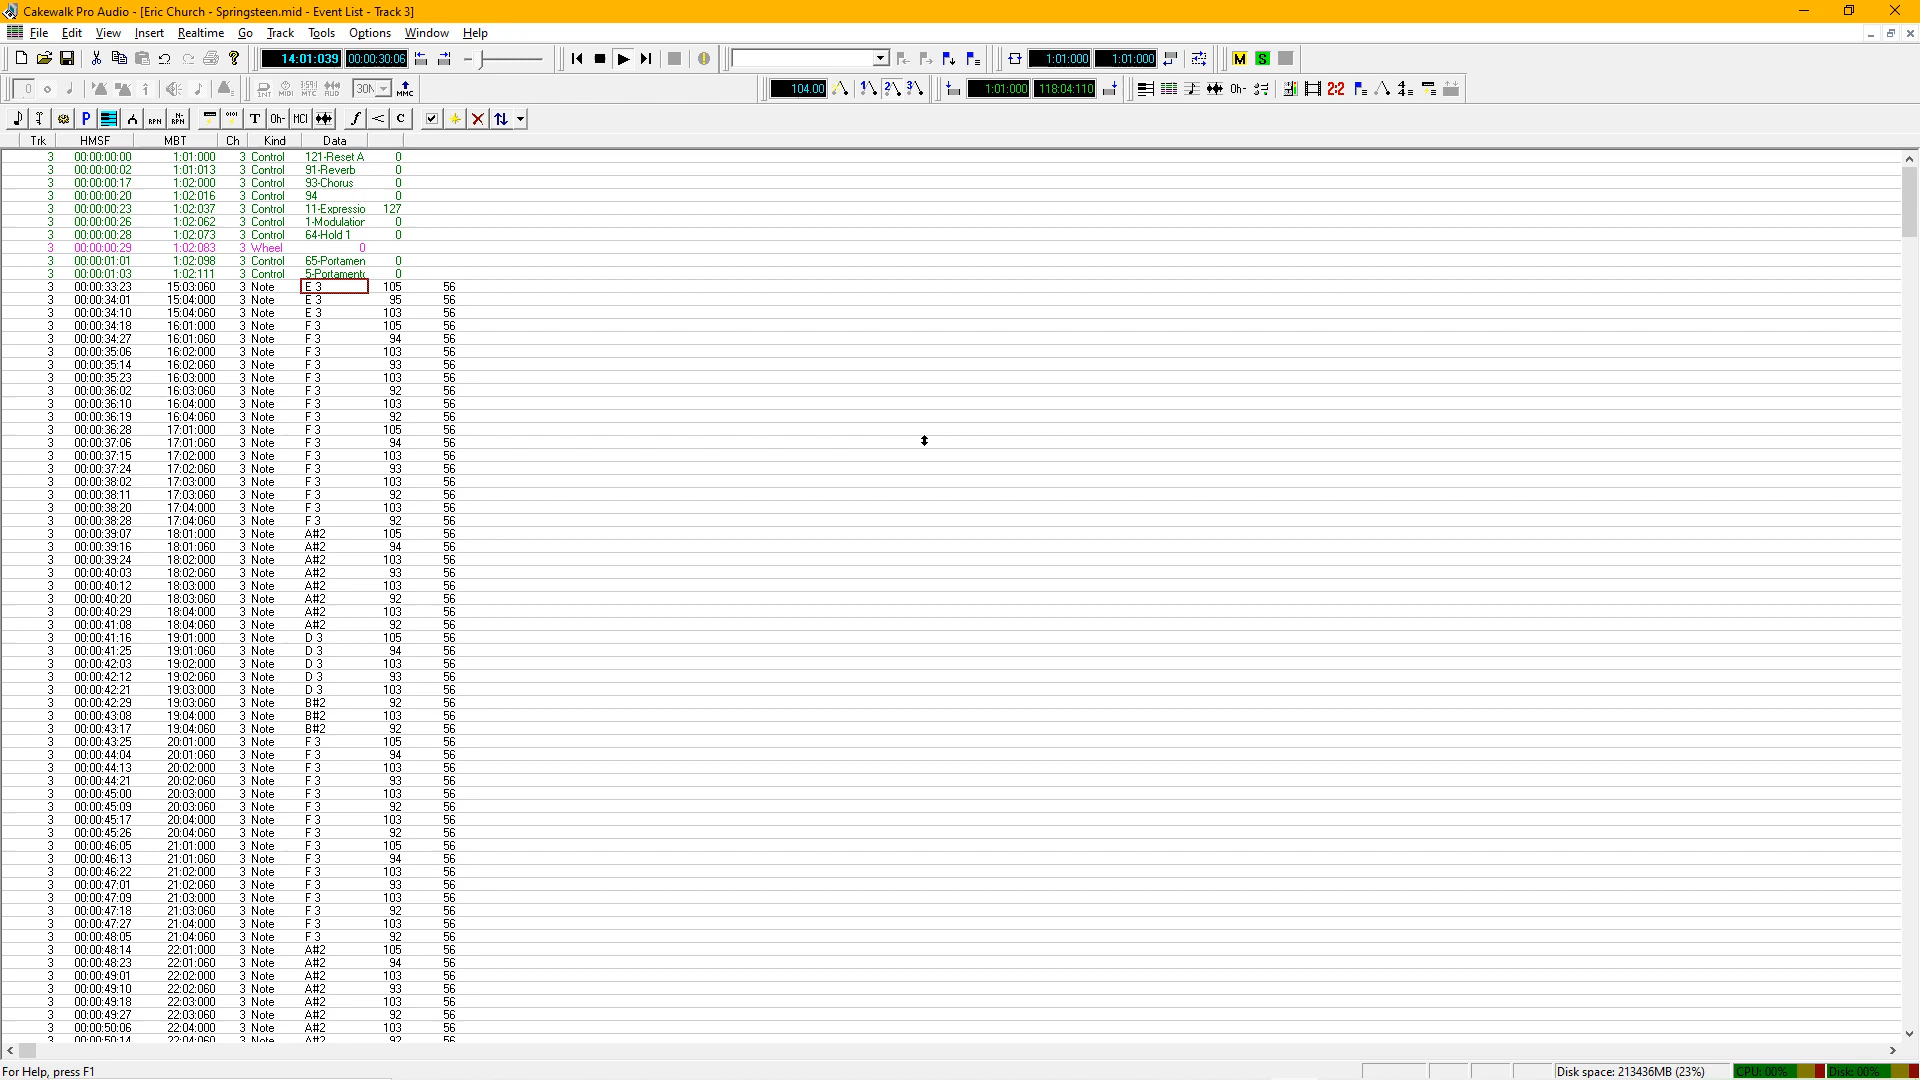 Cakewalk Pro Audio - [Eric Church - Springsteen.mid - Event List - Track 3]
File Edit View Insert Realtime Go Track Tools Options Window Help
14:01:039 00:00:30:06 1:01:000 1:01:000 M S
104.00 1 2 3 1:01:000 118:04:110 Oh- 2:2
P RPN N-RPN T Oh- MCI f < C
Trk HMSF MBT Ch Kind Data
3 00:00:00:00 1:01:000 3 Control 121-Reset A 0
3 00:00:00:02 1:01:013 3 Control 91-Reverb 0
3 00:00:00:17 1:02:000 3 Control 93-Chorus 0
3 00:00:00:20 1:02:016 3 Control 94 0
3 00:00:00:23 1:02:037 3 Control 11-Expressio 127
3 00:00:00:26 1:02:062 3 Control 1-Modulation 0
3 00:00:00:28 1:02:073 3 Control 64-Hold 1 0
3 00:00:00:29 1:02:083 3 Wheel 0
3 00:00:01:01 1:02:098 3 Control 65-Portamen 0
3 00:00:01:03 1:02:111 3 Control 5-Portamento 0
3 00:00:33:23 15:03:060 3 Note E 3 105 56
3 00:00:34:01 15:04:000 3 Note E 3 95 56
3 00:00:34:10 15:04:060 3 Note E 3 103 56
3 00:00:34:18 16:01:000 3 Note F 3 105 56
3 00:00:34:27 16:01:060 3 Note F 3 94 56
3 00:00:35:06 16:02:000 3 Note F 3 103 56
3 00:00:35:14 16:02:060 3 Note F 3 93 56
3 00:00:35:23 16:03:000 3 Note F 3 103 56
3 00:00:36:02 16:03:060 3 Note F 3 92 56
3 00:00:36:10 16:04:000 3 Note F 3 103 56
3 00:00:36:19 16:04:060 3 Note F 3 92 56
3 00:00:36:28 17:01:000 3 Note F 3 105 56
3 00:00:37:06 17:01:060 3 Note F 3 94 56
3 00:00:37:15 17:02:000 3 Note F 3 103 56
3 00:00:37:24 17:02:060 3 Note F 3 93 56
3 00:00:38:02 17:03:000 3 Note F 3 103 56
3 00:00:38:11 17:03:060 3 Note F 3 92 56
3 00:00:38:20 17:04:000 3 Note F 3 103 56
3 00:00:38:28 17:04:060 3 Note F 3 92 56
3 00:00:39:07 18:01:000 3 Note A#2 105 56
3 00:00:39:16 18:01:060 3 Note A#2 94 56
3 00:00:39:24 18:02:000 3 Note A#2 103 56
3 00:00:40:03 18:02:060 3 Note A#2 93 56
3 00:00:40:12 18:03:000 3 Note A#2 103 56
3 00:00:40:20 18:03:060 3 Note A#2 92 56
3 00:00:40:29 18:04:000 3 Note A#2 103 56
3 00:00:41:08 18:04:060 3 Note A#2 92 56
3 00:00:41:16 19:01:000 3 Note D 3 105 56
3 00:00:41:25 19:01:060 3 Note D 3 94 56
3 00:00:42:03 19:02:000 3 Note D 3 103 56
3 00:00:42:12 19:02:060 3 Note D 3 93 56
3 00:00:42:21 19:03:000 3 Note D 3 103 56
3 00:00:42:29 19:03:060 3 Note B#2 92 56
3 00:00:43:08 19:04:000 3 Note B#2 103 56
3 00:00:43:17 19:04:060 3 Note B#2 92 56
3 00:00:43:25 20:01:000 3 Note F 3 105 56
3 00:00:44:04 20:01:060 3 Note F 3 94 56
3 00:00:44:13 20:02:000 3 Note F 3 103 56
3 00:00:44:21 20:02:060 3 Note F 3 93 56
3 00:00:45:00 20:03:000 3 Note F 3 103 56
3 00:00:45:09 20:03:060 3 Note F 3 92 56
3 00:00:45:17 20:04:000 3 Note F 3 103 56
3 00:00:45:26 20:04:060 3 Note F 3 92 56
3 00:00:46:05 21:01:000 3 Note F 3 105 56
3 00:00:46:13 21:01:060 3 Note F 3 94 56
3 00:00:46:22 21:02:000 3 Note F 3 103 56
3 00:00:47:01 21:02:060 3 Note F 3 93 56
3 00:00:47:09 21:03:000 3 Note F 3 103 56
3 00:00:47:18 21:03:060 3 Note F 3 92 56
3 00:00:47:27 21:04:000 3 Note F 3 103 56
3 00:00:48:05 21:04:060 3 Note F 3 92 56
3 00:00:48:14 22:01:000 3 Note A#2 105 56
3 00:00:48:23 22:01:060 3 Note A#2 94 56
3 00:00:49:01 22:02:000 3 Note A#2 103 56
3 00:00:49:10 22:02:060 3 Note A#2 93 56
3 00:00:49:18 22:03:000 3 Note A#2 103 56
3 00:00:49:27 22:03:060 3 Note A#2 92 56
3 00:00:50:06 22:04:000 3 Note A#2 103 56
3 00:00:50:14 22:04:060 3 Note A#2 92 56
For Help, press F1 Disk space: 213436MB (23%) CPU: 00% Disk: 00%